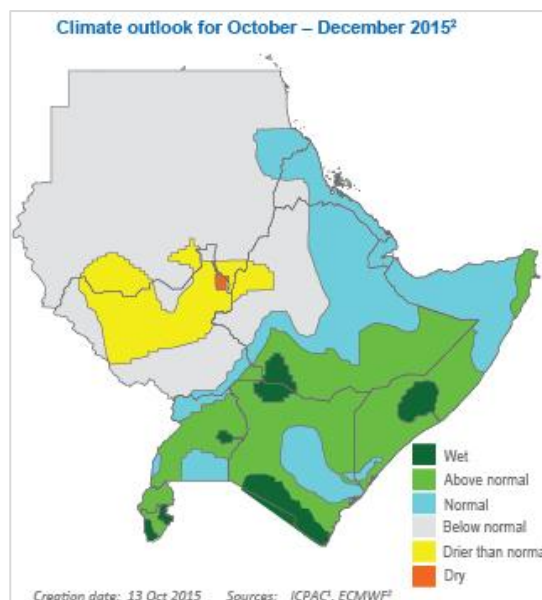 Climate outlook for October – December 2015²
Wet
Above normal
Normal
Below normal
Drier than norma
Dry
Creation date: 13 Oct 2015 Sources: ICPAC¹, ECMWF²